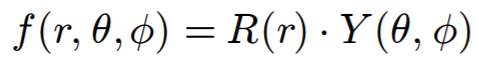 f(r, θ, ϕ) = R(r) · Y(θ, ϕ)